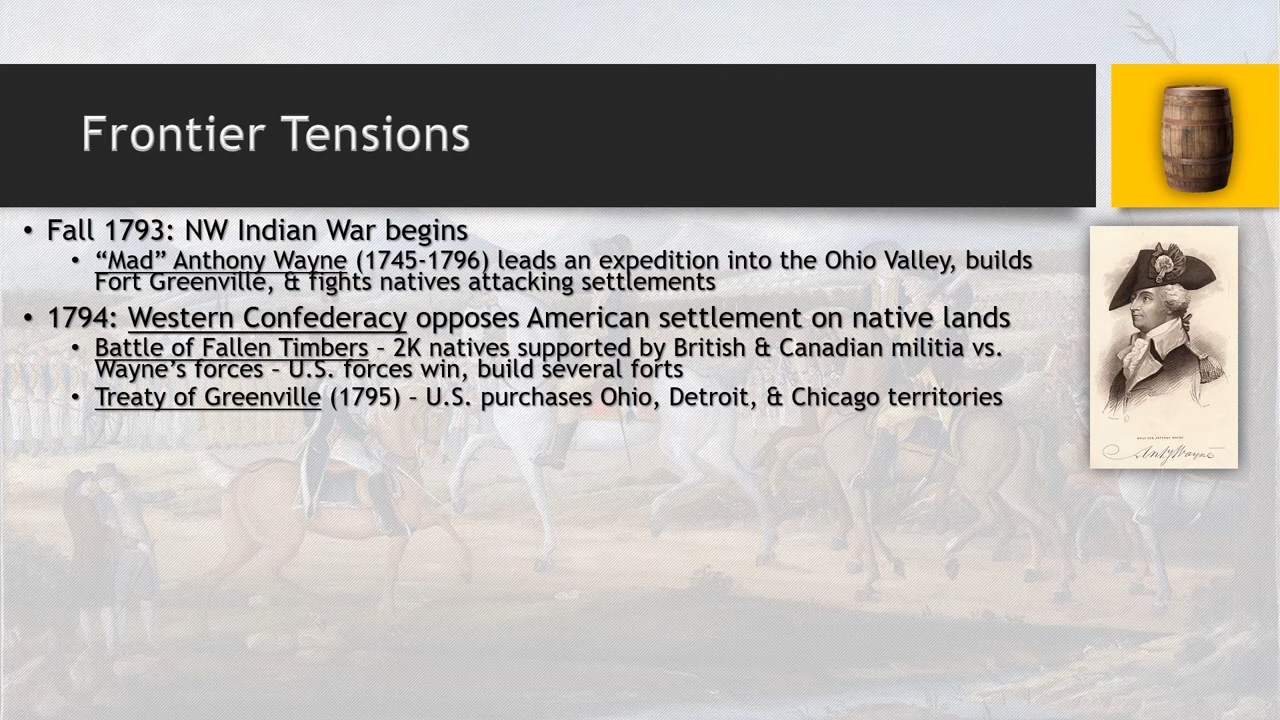 Frontier Tensions
• Fall 1793: NW Indian War begins
• “Mad” Anthony Wayne (1745-1796) leads an expedition into the Ohio Valley, builds
Fort Greenville, & fights natives attacking settlements
• 1794: Western Confederacy opposes American settlement on native lands
• Battle of Fallen Timbers – 2K natives supported by British & Canadian militia vs.
Wayne’s forces – U.S. forces win, build several forts
• Treaty of Greenville (1795) – U.S. purchases Ohio, Detroit, & Chicago territories
Anty Wayne